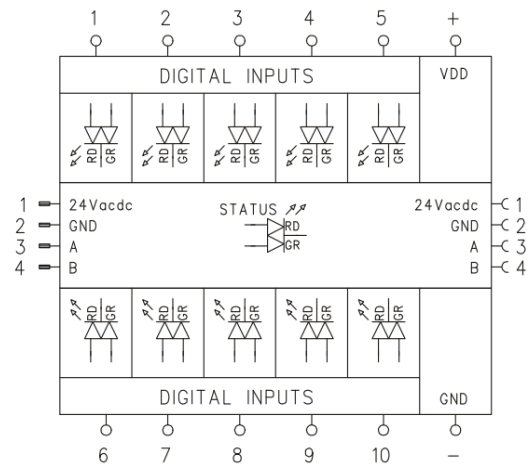 1 2 3 4 5 +
DIGITAL INPUTS VDD
RD GR RD GR RD GR RD GR RD GR
1 24Vacdc STATUS 24Vacdc 1
2 GND RD GND 2
3 A GR A 3
4 B B 4
RD GR RD GR RD GR RD GR RD GR
DIGITAL INPUTS GND
6 7 8 9 10 −